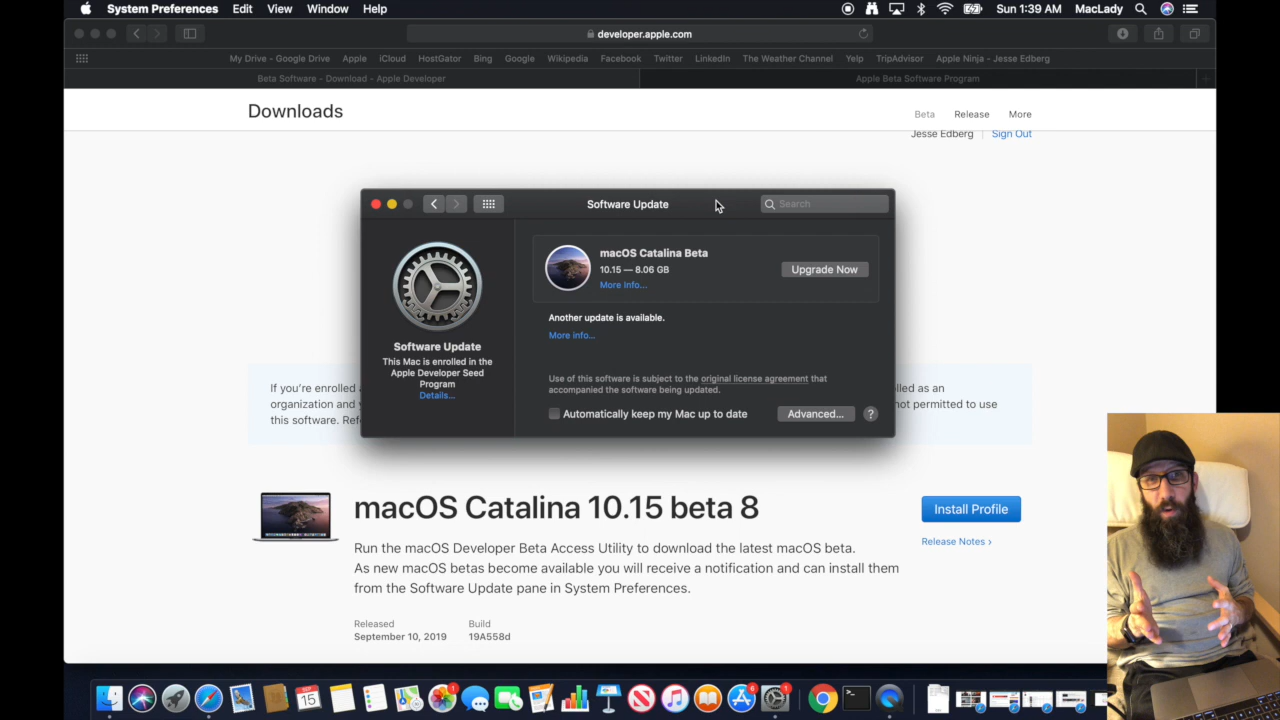 System Preferences Edit View Window Help Sun 1:39 AM MacLady
developer.apple.com
My Drive - Google Drive Apple iCloud HostGator Bing Google Wikipedia Facebook Twitter LinkedIn The Weather Channel Yelp TripAdvisor Apple Ninja - Jesse Edberg
Beta Software - Download - Apple Developer Apple Beta Software Program
Downloads Beta Release More
Jesse Edberg Sign Out
Software Update Search
macOS Catalina Beta
10.15 — 8.06 GB Upgrade Now
More Info...
Another update is available.
More info...
Software Update
This Mac is enrolled in the
Apple Developer Seed
Program
Details...
Use of this software is subject to the original license agreement that
accompanied the software being updated.
Automatically keep my Mac up to date Advanced... ?
If you're enrolled led as an
organization and not permitted to use
this software. Refe
macOS Catalina 10.15 beta 8 Install Profile
Run the macOS Developer Beta Access Utility to download the latest macOS beta. Release Notes ›
As new macOS betas become available you will receive a notification and can install them
from the Software Update pane in System Preferences.
Released Build
September 10, 2019 19A558d
15 1 6 1